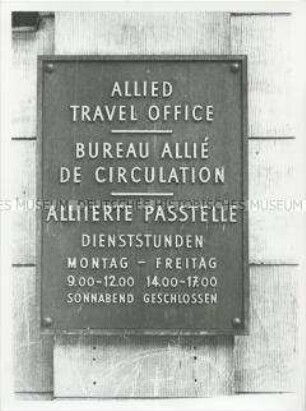 ALLIED
TRAVEL OFFICE
BUREAU ALLIÉ
DE CIRCULATION
ALLIIERTE PASSTELLE
DIENSTSTUNDEN
MONTAG – FREITAG
9.00-12.00 14.00-17.00
SONNABEND GESCHLOSSEN